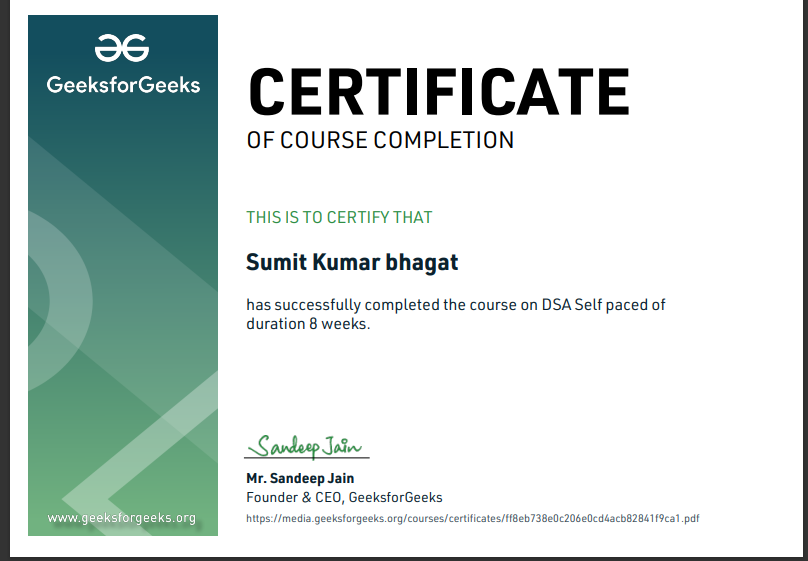 GeeksforGeeks
CERTIFICATE
OF COURSE COMPLETION
THIS IS TO CERTIFY THAT
Sumit Kumar bhagat
has successfully completed the course on DSA Self paced of
duration 8 weeks.
Sandeep Jain
Mr. Sandeep Jain
Founder & CEO, GeeksforGeeks
https://media.geeksforgeeks.org/courses/certificates/ff8eb738e0c206e0cd4acb82841f9ca1.pdf
www.geeksforgeeks.org